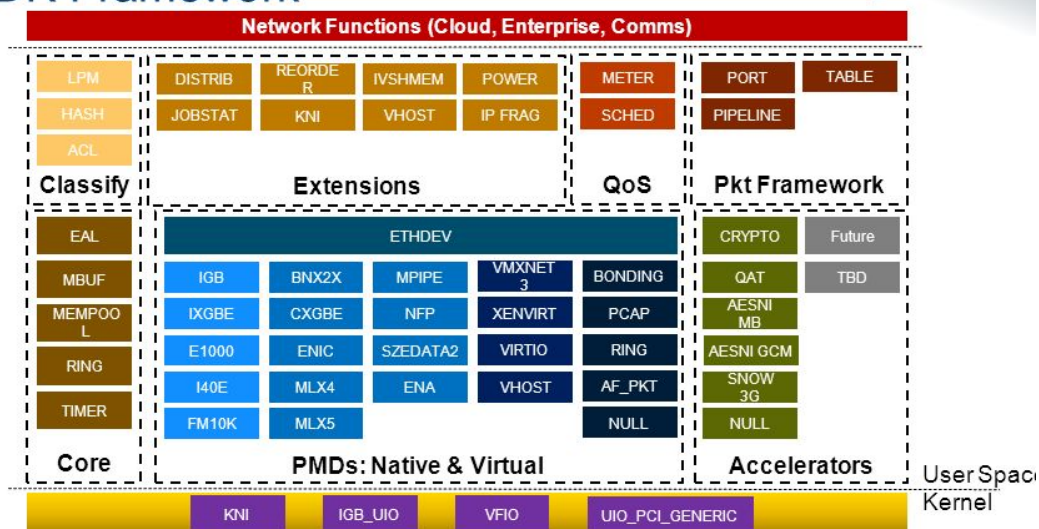 DK Framework
Network Functions (Cloud, Enterprise, Comms)
LPM
HASH
ACL
Classify
DISTRIB
REORDE
R
IVSHMEM
POWER
JOBSTAT
KNI
VHOST
IP FRAG
Extensions
METER
SCHED
QoS
PORT
TABLE
PIPELINE
Pkt Framework
EAL
MBUF
MEMPOO
L
RING
TIMER
Core
ETHDEV
IGB
BNX2X
MPIPE
VMXNET
3
BONDING
IXGBE
CXGBE
NFP
XENVIRT
PCAP
E1000
ENIC
SZEDATA2
VIRTIO
RING
I40E
MLX4
ENA
VHOST
AF_PKT
FM10K
MLX5
NULL
PMDs: Native & Virtual
CRYPTO
Future
QAT
TBD
AESNI
MB
AESNI GCM
SNOW
3G
NULL
Accelerators
User Spac
Kernel
KNI
IGB_UIO
VFIO
UIO_PCI_GENERIC